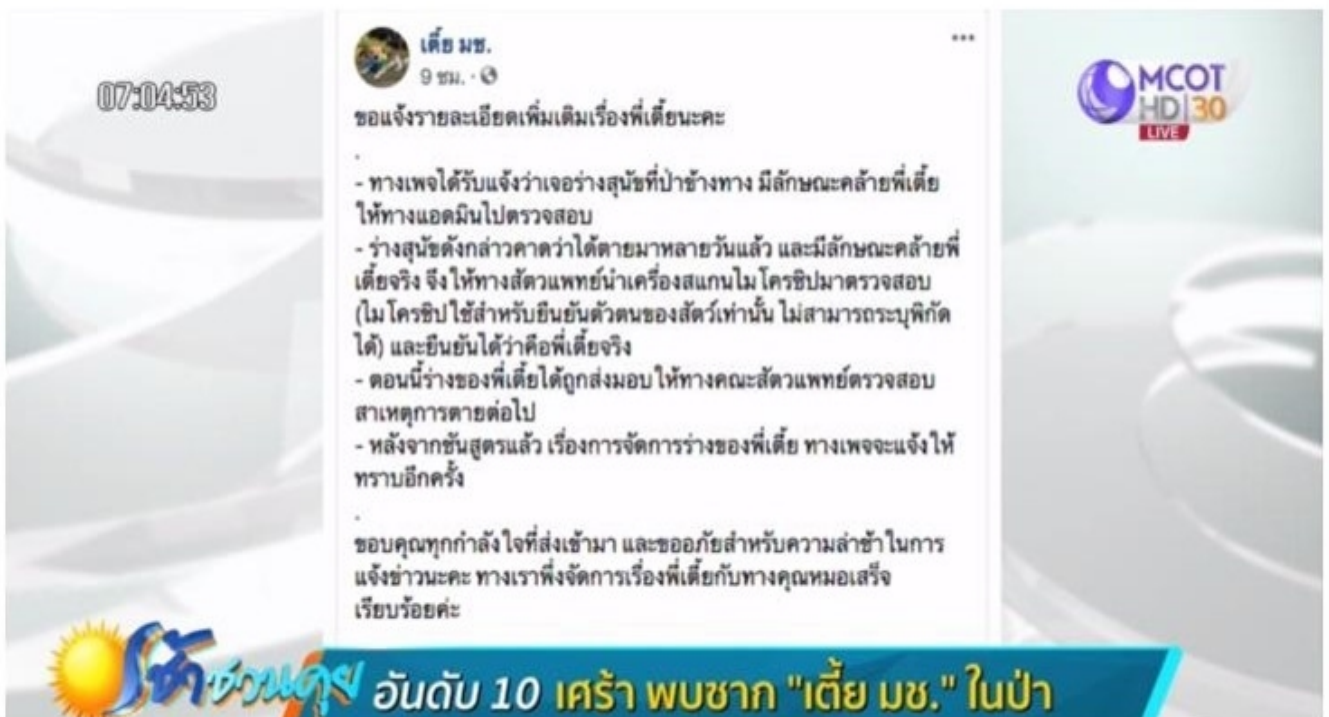 07:04:53
MCOT
HD 30
LIVE
เตี้ย มช.
9 ชม. ·
ขอแจ้งรายละเอียดเพิ่มเติมเรื่องพี่เตี้ยนะคะ
.
- ทางเพจได้รับแจ้งว่าเจอร่างสุนัขที่ป่าข้างทาง มีลักษณะคล้ายพี่เตี้ย
ให้ทางแอดมินไปตรวจสอบ
- ร่างสุนัขดังกล่าวคาดว่าได้ตายมาหลายวันแล้ว และมีลักษณะคล้ายพี่
เตี้ยจริง จึงให้ทางสัตวแพทย์นำเครื่องสแกนไมโครชิปมาตรวจสอบ
(ไมโครชิปใช้สำหรับยืนยันตัวตนของสัตว์เท่านั้น ไม่สามารถระบุพิกัด
ได้) และยืนยันได้ว่าคือพี่เตี้ยจริง
- ตอนนี้ร่างของพี่เตี้ยได้ถูกส่งมอบให้ทางคณะสัตวแพทย์ตรวจสอบ
สาเหตุการตายต่อไป
- หลังจากชันสูตรแล้ว เรื่องการจัดการร่างของพี่เตี้ย ทางเพจจะแจ้งให้
ทราบอีกครั้ง
.
ขอบคุณทุกกำลังใจที่ส่งเข้ามา และขออภัยสำหรับความล่าช้าในการ
แจ้งข่าวนะคะ ทางเราพึ่งจัดการเรื่องพี่เตี้ยกับทางคุณหมอเสร็จ
เรียบร้อยค่ะ
เช้าชวนคุย
อันดับ 10 เศร้า พบซาก "เตี้ย มช." ในป่า